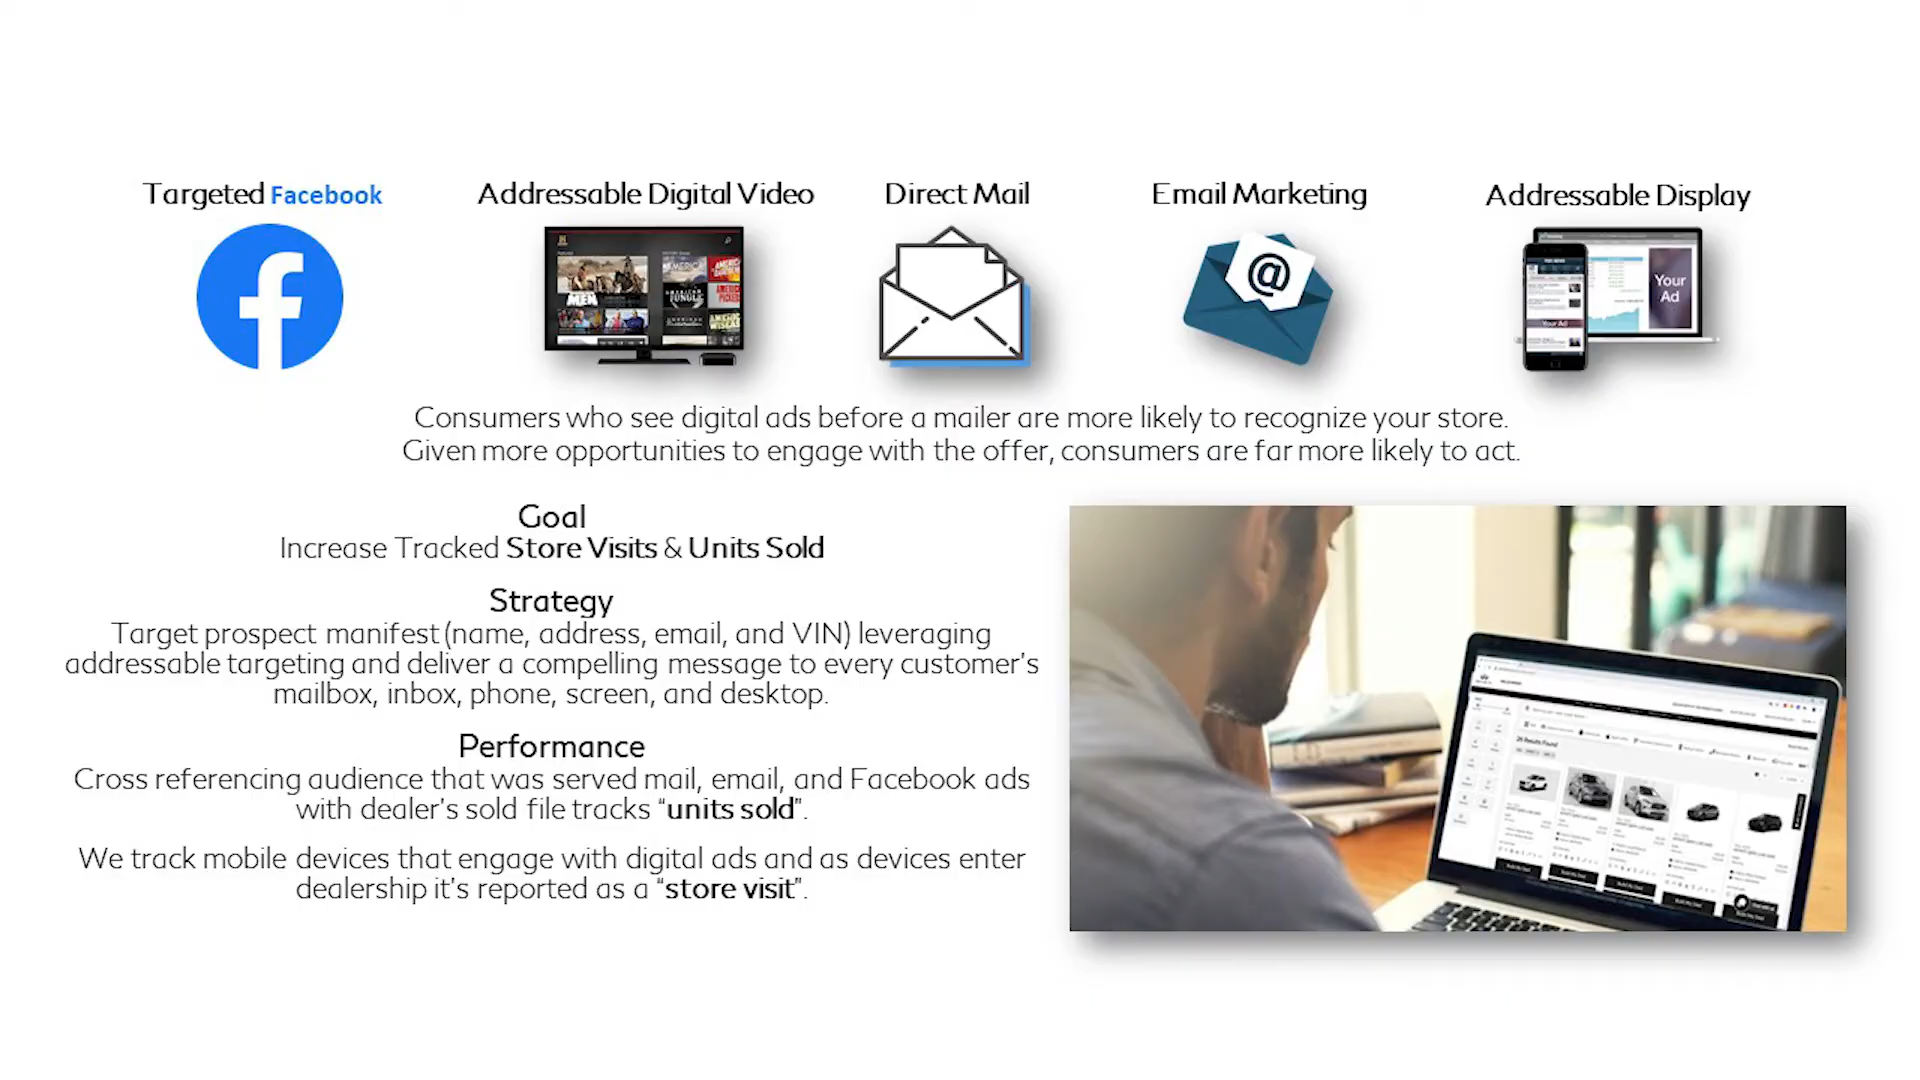 Targeted Facebook
Addressable Digital Video
Direct Mail
Email Marketing
Addressable Display
@
Your
Ad
Your Ad
Consumers who see digital ads before a mailer are more likely to recognize your store.
Given more opportunities to engage with the offer, consumers are far more likely to act.
Goal
Increase Tracked Store Visits & Units Sold
Strategy
Target prospect manifest (name, address, email, and VIN) leveraging
addressable targeting and deliver a compelling message to every customer's
mailbox, inbox, phone, screen, and desktop.
Performance
Cross referencing audience that was served mail, email, and Facebook ads
with dealer's sold file tracks “units sold”.
We track mobile devices that engage with digital ads and as devices enter
dealership it's reported as a “store visit”.
26 Results Found